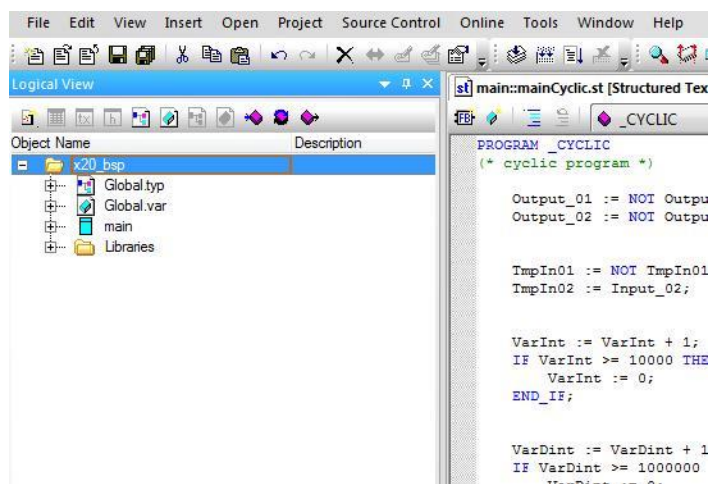 File Edit View Insert Open Project Source Control Online Tools Window Help
Logical View
Object Name Description
x20_bsp
Global.typ
Global.var
main
Libraries
st main::mainCyclic.st [Structured Tex
_CYCLIC
PROGRAM _CYCLIC
(* cyclic program *)
Output_01 := NOT Outpu
Output_02 := NOT Outpu
TmpIn01 := NOT TmpIn01
TmpIn02 := Input_02;
VarInt := VarInt + 1;
IF VarInt >= 10000 THE
VarInt := 0;
END_IF;
VarDint := VarDint + 1
IF VarDint >= 1000000